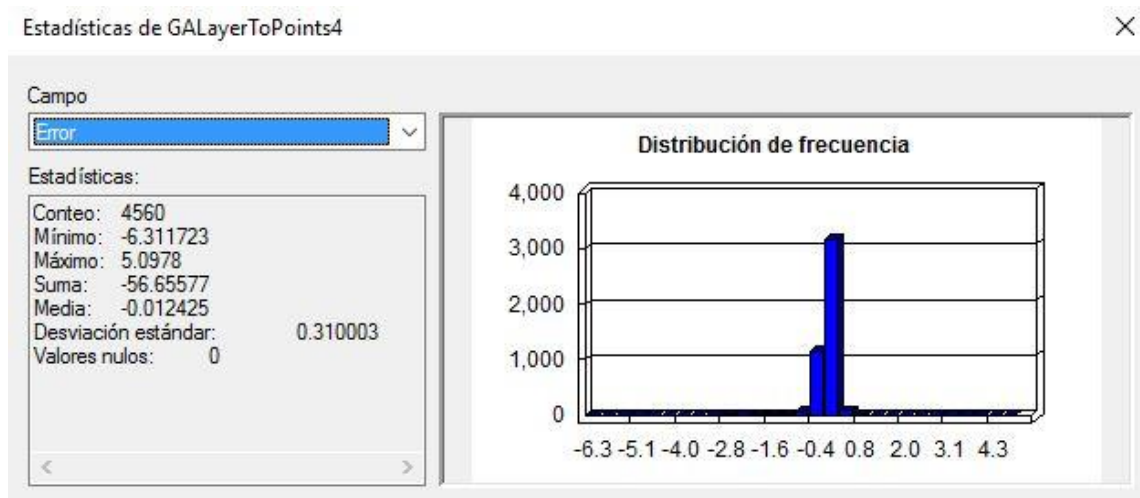 Estadísticas de GALayerToPoints4
Campo
Error
Estadísticas:
Conteo: 4560
Mínimo: -6.311723
Máximo: 5.0978
Suma: -56.65577
Media: -0.012425
Desviación estándar: 0.310003
Valores nulos: 0
Distribución de frecuencia
4,000
3,000
2,000
1,000
0
-6.3 -5.1 -4.0 -2.8 -1.6 -0.4 0.8 2.0 3.1 4.3